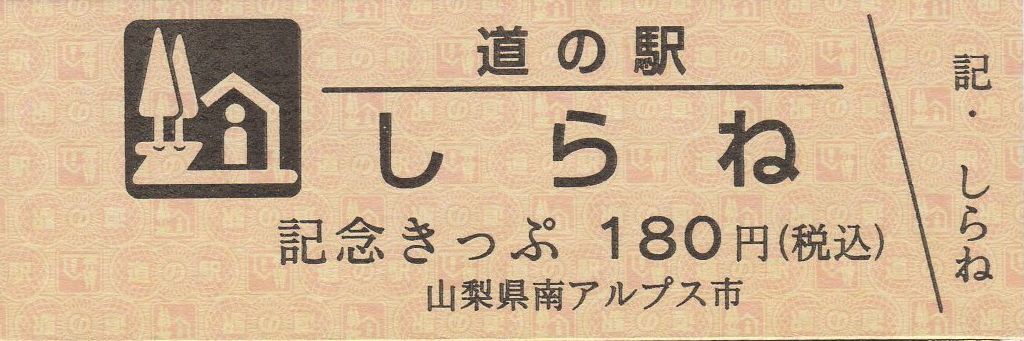 道の駅
しらね
記念きっぷ 180円(税込)
山梨県南アルプス市
記・しらね